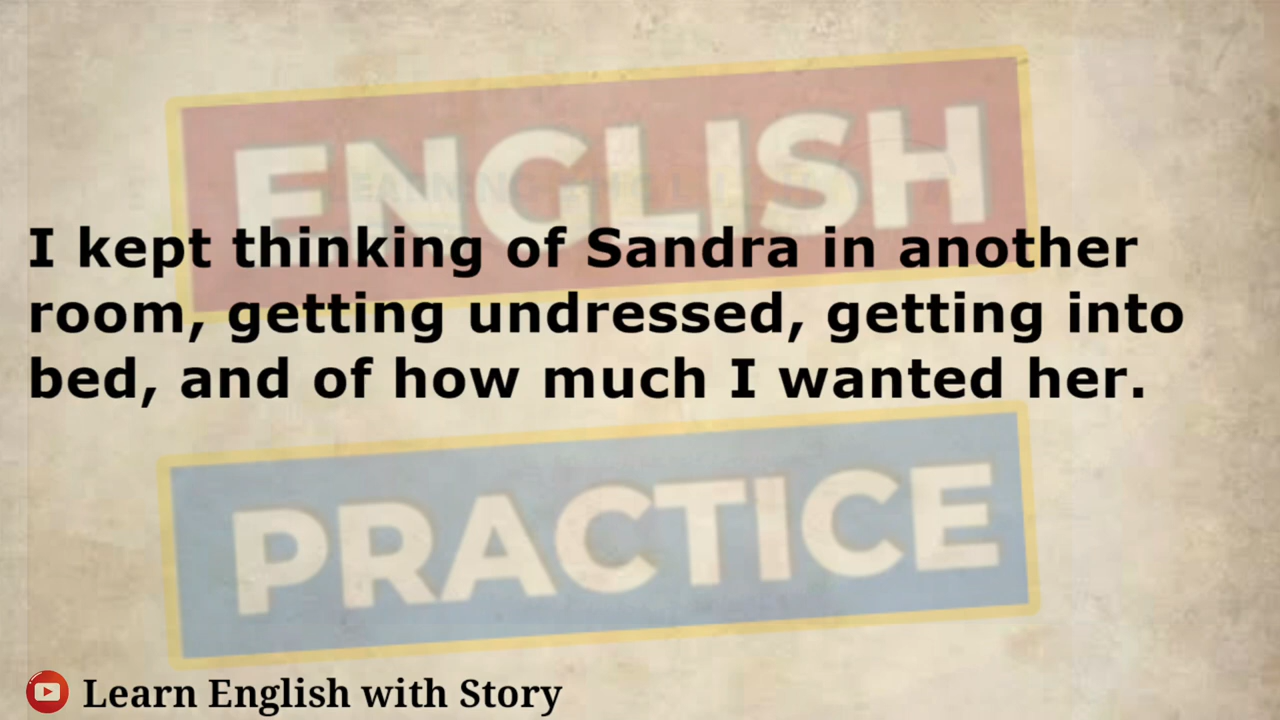 ENGLISH
I kept thinking of Sandra in another
room, getting undressed, getting into
bed, and of how much I wanted her.
PRACTICE
Learn English with Story